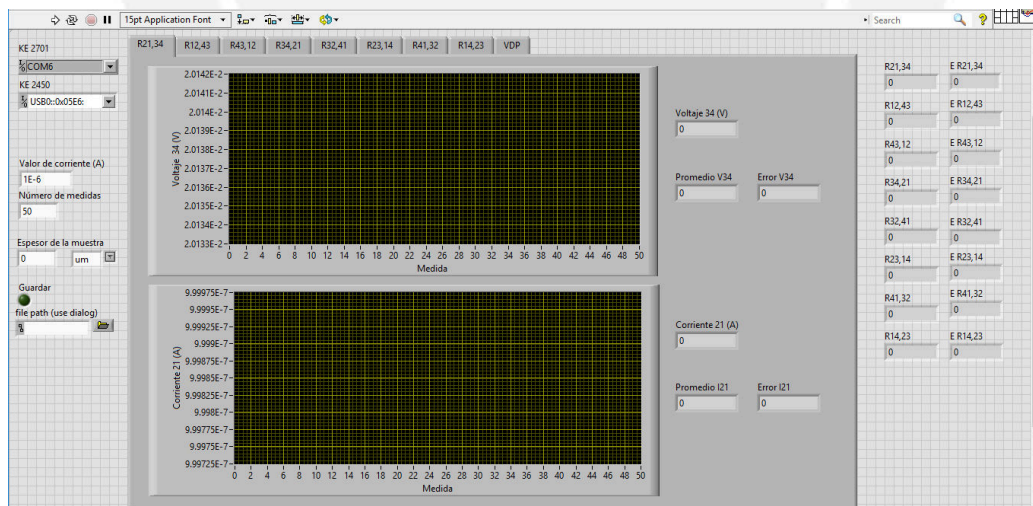 15pt Application Font
Search
KE 2701
COM6
KE 2450
USB0::0x05E6:
Valor de corriente (A)
1E-6
Número de medidas
50
Espesor de la muestra
0 um
Guardar
file path (use dialog)
R21,34 R12,43 R43,12 R34,21 R32,41 R23,14 R41,32 R14,23 VDP
Voltaje 34 (V)
2.0142E-2
2.0141E-2
2.014E-2
2.0139E-2
2.0138E-2
2.0137E-2
2.0136E-2
2.0135E-2
2.0134E-2
2.0133E-2
0 2 4 6 8 10 12 14 16 18 20 22 24 26 28 30 32 34 36 38 40 42 44 46 48 50
Medida
Voltaje 34 (V)
0
Promedio V34 Error V34
0 0
Corriente 21 (A)
9.99975E-7
9.9995E-7
9.99925E-7
9.999E-7
9.99875E-7
9.9985E-7
9.99825E-7
9.998E-7
9.99775E-7
9.9975E-7
9.99725E-7
0 2 4 6 8 10 12 14 16 18 20 22 24 26 28 30 32 34 36 38 40 42 44 46 48 50
Medida
Corriente 21 (A)
0
Promedio I21 Error I21
0 0
R21,34 E R21,34
0 0
R12,43 E R12,43
0 0
R43,12 E R43,12
0 0
R34,21 E R34,21
0 0
R32,41 E R32,41
0 0
R23,14 E R23,14
0 0
R41,32 E R41,32
0 0
R14,23 E R14,23
0 0